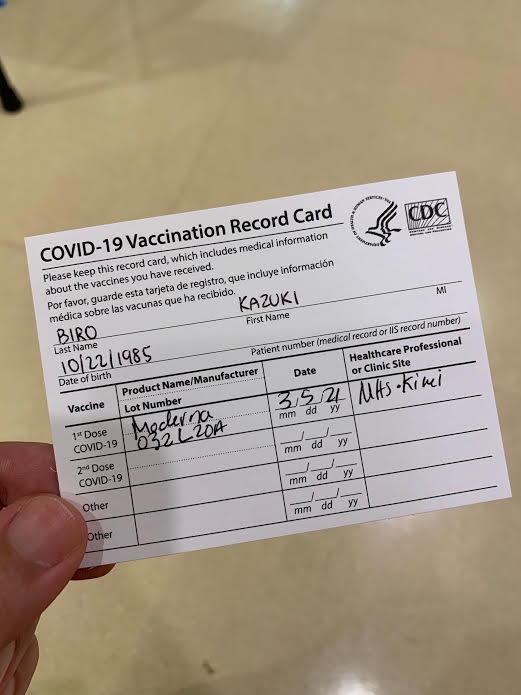 COVID-19 Vaccination Record Card
CDC
Please keep this record card, which includes medical information
about the vaccines you have received.
Por favor, guarde esta tarjeta de registro, que incluye información
médica sobre las vacunas que ha recibido.
BIRO KAZUKI
Last Name First Name MI
10/22/1985
Date of birth Patient number (medical record or IIS record number)
Vaccine Product Name/Manufacturer Date Healthcare Professional
Lot Number or Clinic Site
1st Dose Moderna 3/5/21 MHS-Kimi
COVID-19 032L20A mm dd yy
2nd Dose
COVID-19 mm dd yy
Other mm dd yy
Other mm dd yy